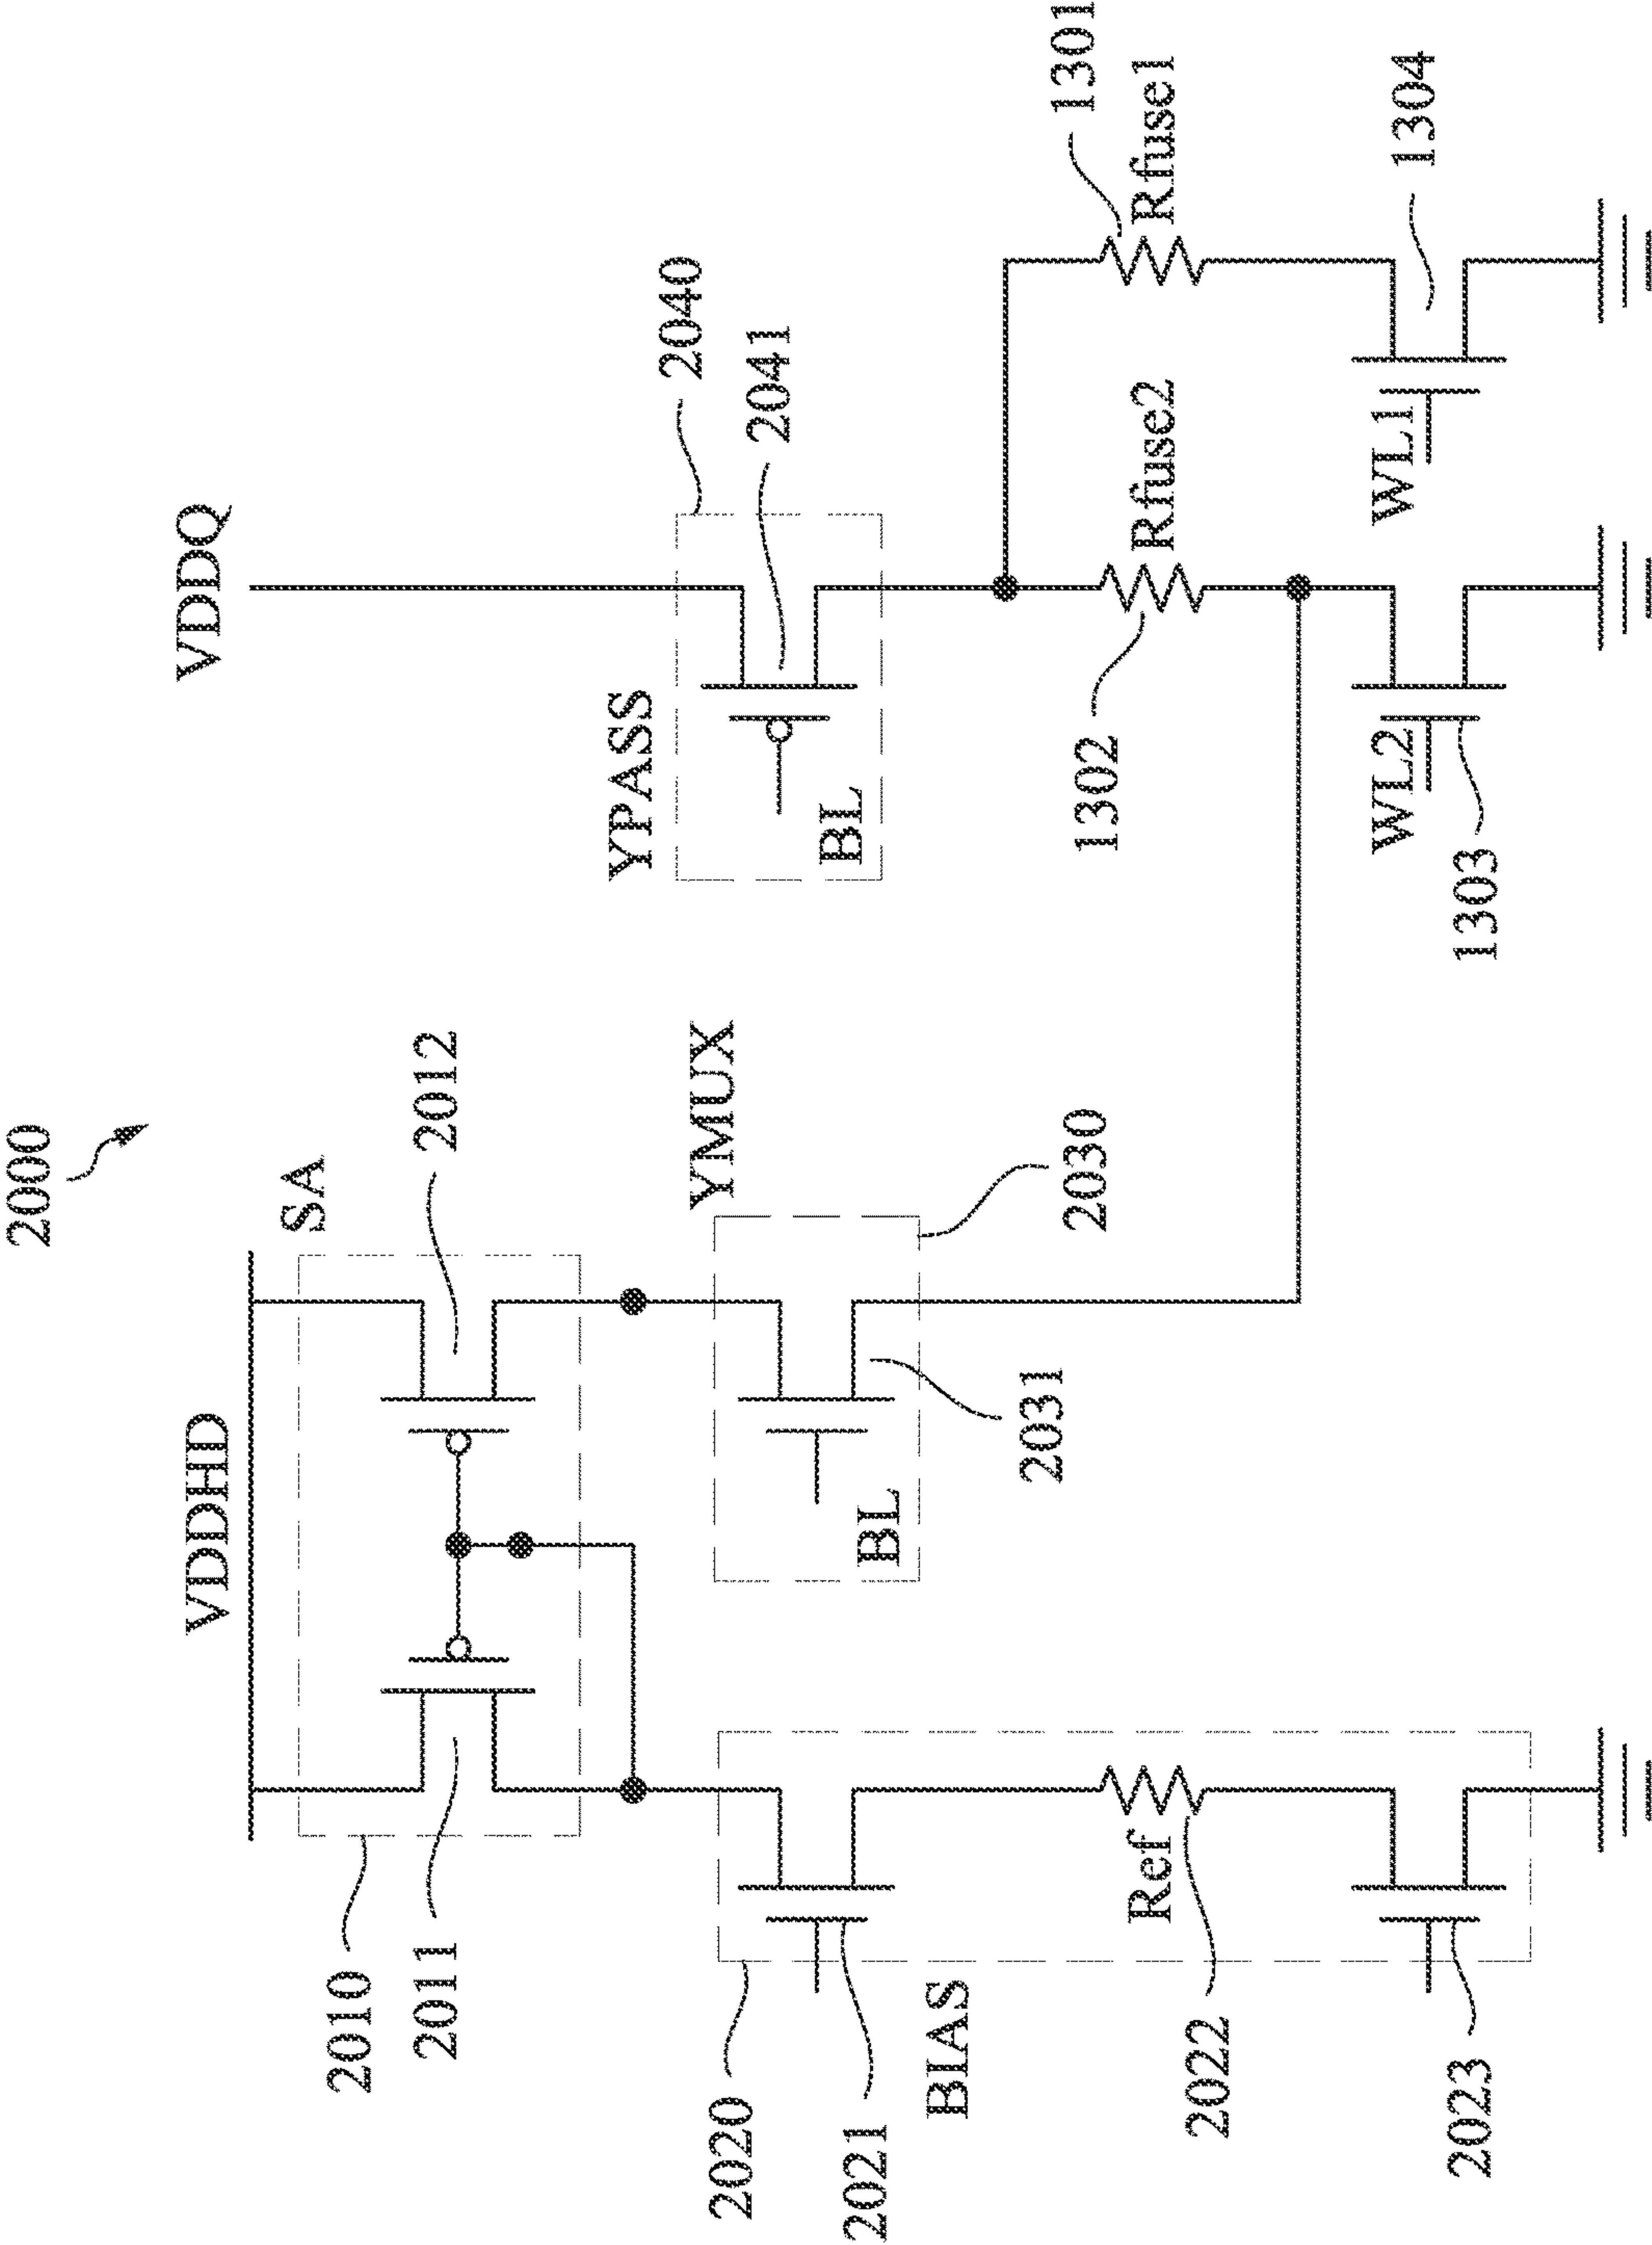 2000
VDDHD
VDDQ
SA
2010
2011
2012
YMUX
YPASS
2040
2041
BL
BL
2020
2021
BIAS
2030
2031
Ref
2022
2023
Rfuse2
1302
Rfuse1
1301
WL2
1303
WL1
1304